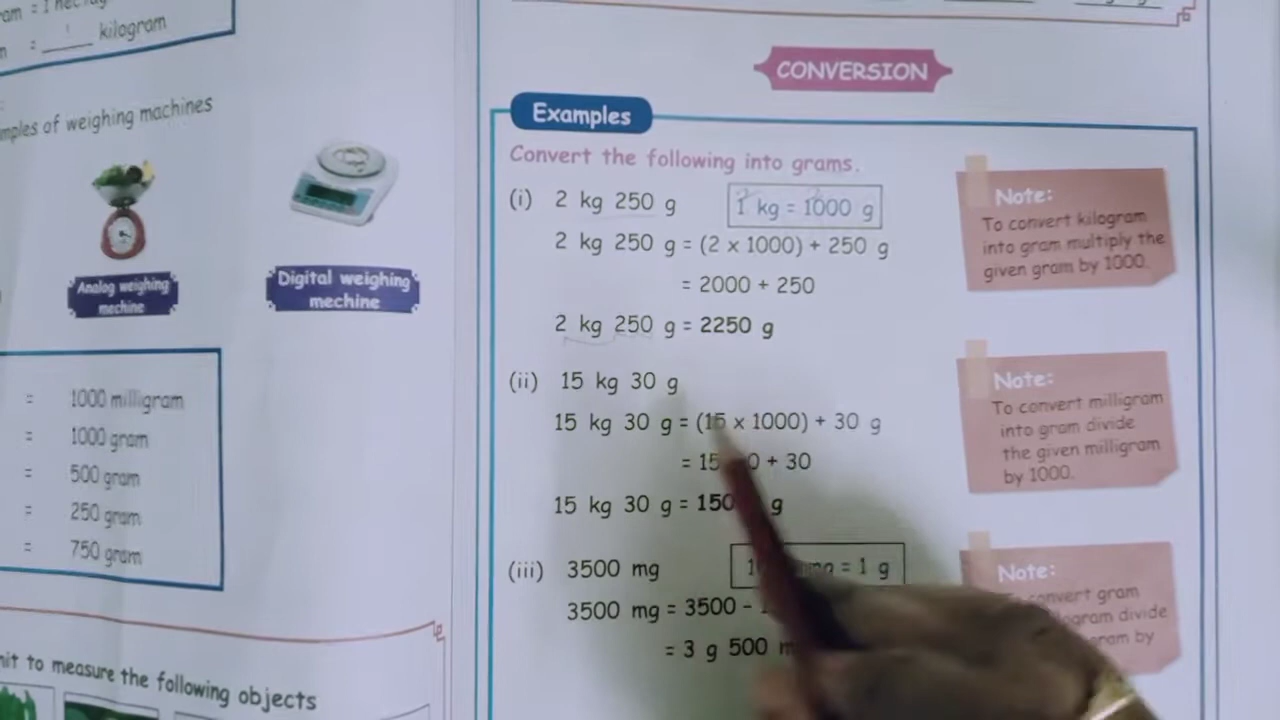 kilogram
of weighing machines
Analog weighing
mechine
Digital weighing
mechine
= 1000 milligram
= 1000 gram
= 500 gram
= 250 gram
= 750 gram
to measure the following objects
CONVERSION
Examples
Convert the following into grams.
(i) 2 kg 250 g
1 kg = 1000 g
2 kg 250 g = (2 x 1000) + 250 g
= 2000 + 250
2 kg 250 g = 2250 g
(ii) 15 kg 30 g
15 kg 30 g = (15 x 1000) + 30 g
= + 30
15 kg 30 g = g
(iii) 3500 mg
= 1 g
3500 mg = 3500 -
= 3 g 500
Note:
To convert kilogram
into gram multiply the
given gram by 1000.
Note:
To convert milligram
into gram divide
the given milligram
by 1000.
Note:
gram
divide
by